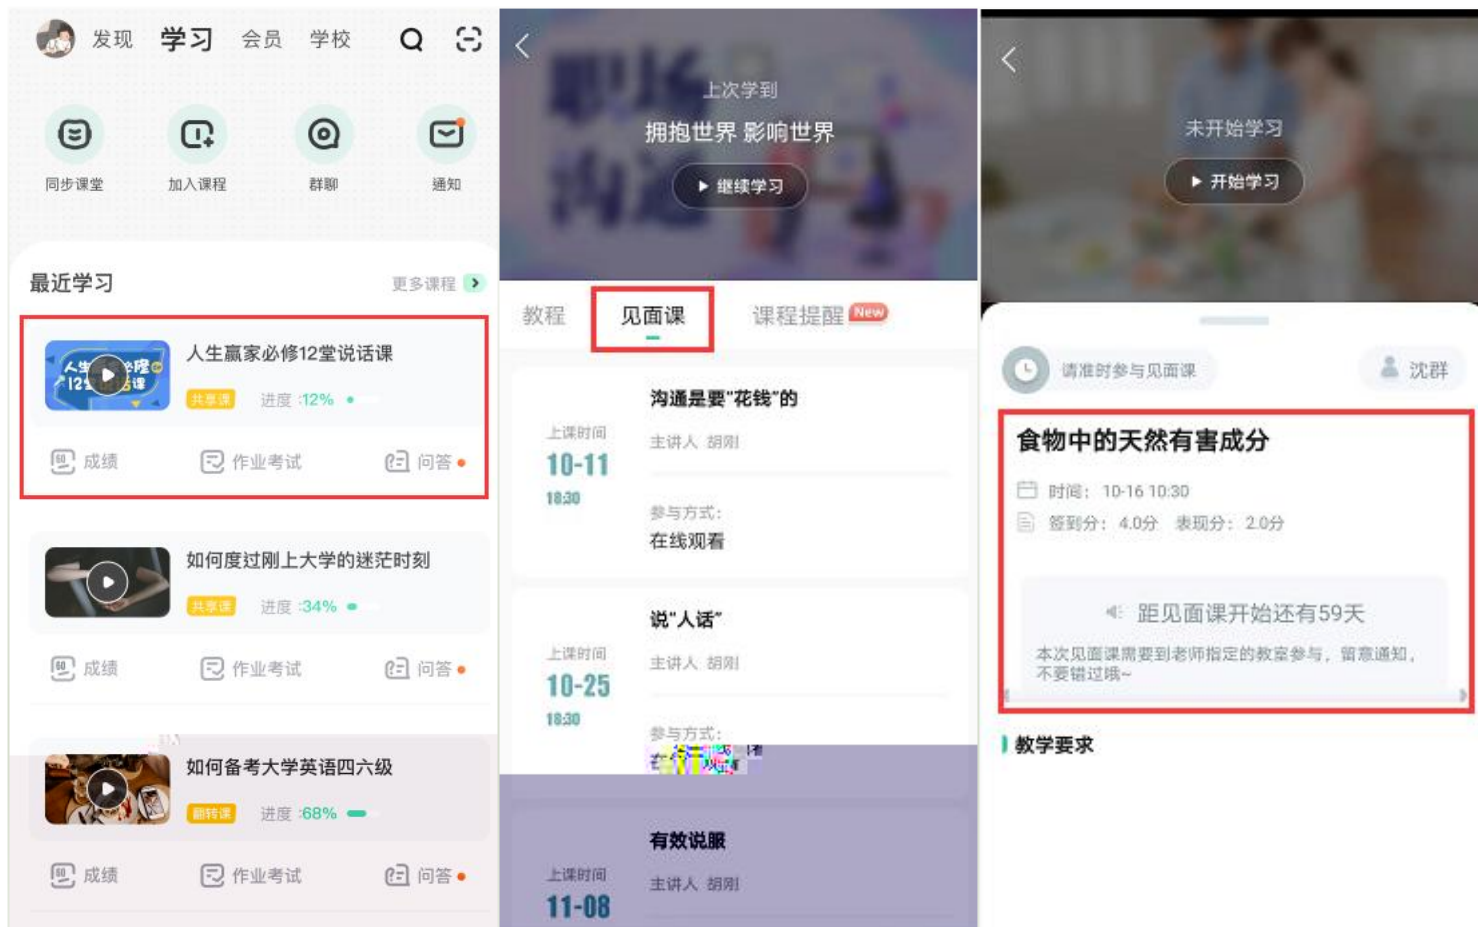 发现 学习 会员 学校
同步课堂 加入课程 群聊 通知
最近学习 更多课程
人生赢家必修12堂说话课
共享课 进度:12%
成绩 作业考试 问答
如何度过刚上大学的迷茫时刻
共享课 进度:34%
成绩 作业考试 问答
如何备考大学英语四六级
翻转课 进度:68%
成绩 作业考试 问答
职场
沟通
上次学到
拥抱世界 影响世界
继续学习
教程 见面课 课程提醒 New
沟通是要"花钱"的
上课时间
主讲人 胡刚
10-11
18:30
参与方式:
在线观看
说"人话"
上课时间
主讲人 胡刚
10-25
18:30
参与方式:
有效说服
上课时间
主讲人 胡刚
11-08
未开始学习
开始学习
请准时参与见面课 沈群
食物中的天然有害成分
时间: 10-16 10:30
签到分: 4.0分 表现分: 2.0分
距见面课开始还有59天
本次见面课需要到老师指定的教室参与，留意通知，
不要错过哦~
教学要求